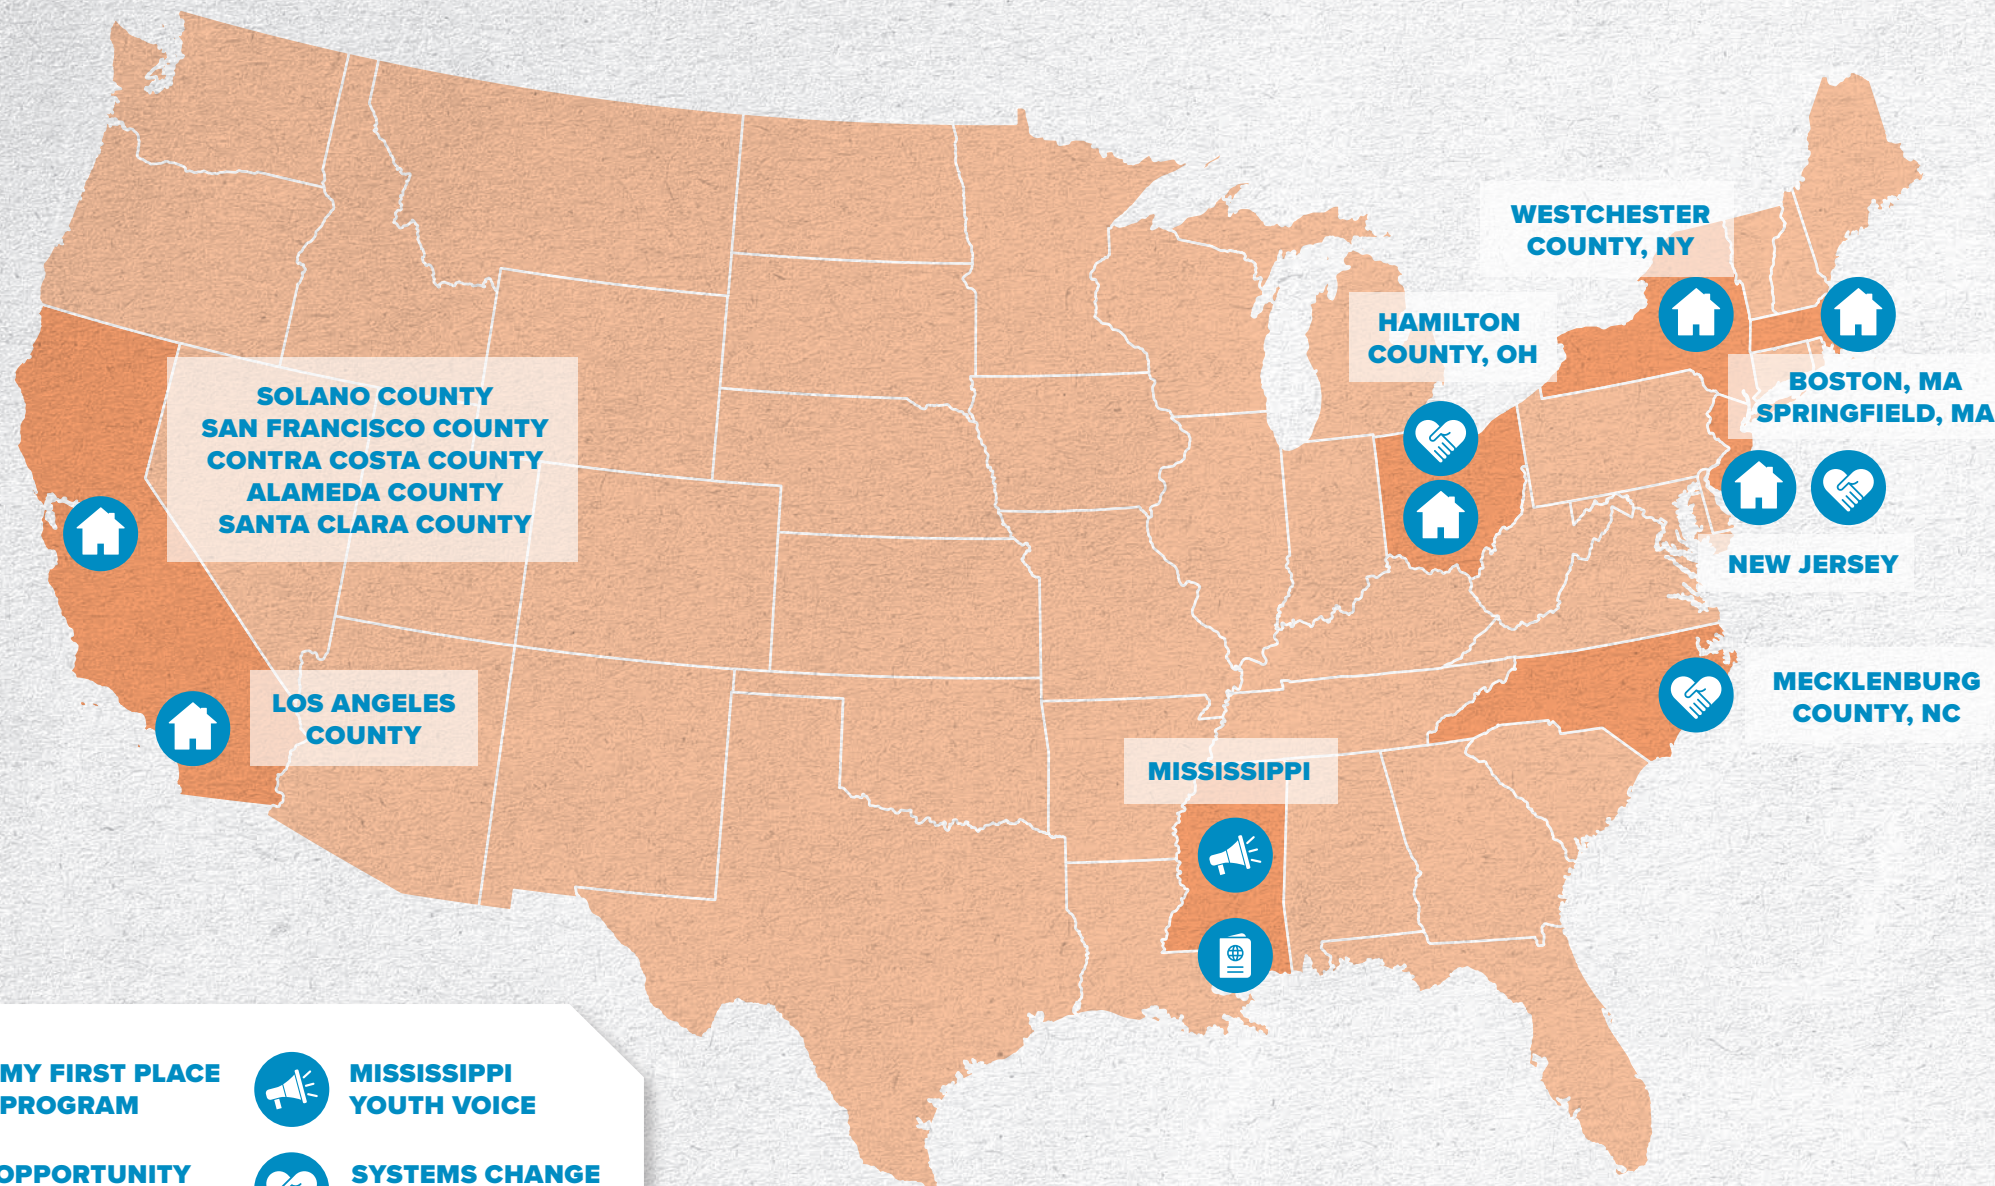 WESTCHESTER
COUNTY, NY
HAMILTON
COUNTY, OH
BOSTON, MA
SPRINGFIELD, MA
SOLANO COUNTY
SAN FRANCISCO COUNTY
CONTRA COSTA COUNTY
ALAMEDA COUNTY
SANTA CLARA COUNTY
NEW JERSEY
LOS ANGELES
COUNTY
MECKLENBURG
COUNTY, NC
MISSISSIPPI
MY FIRST PLACE
PROGRAM
MISSISSIPPI
YOUTH VOICE
OPPORTUNITY
SYSTEMS CHANGE